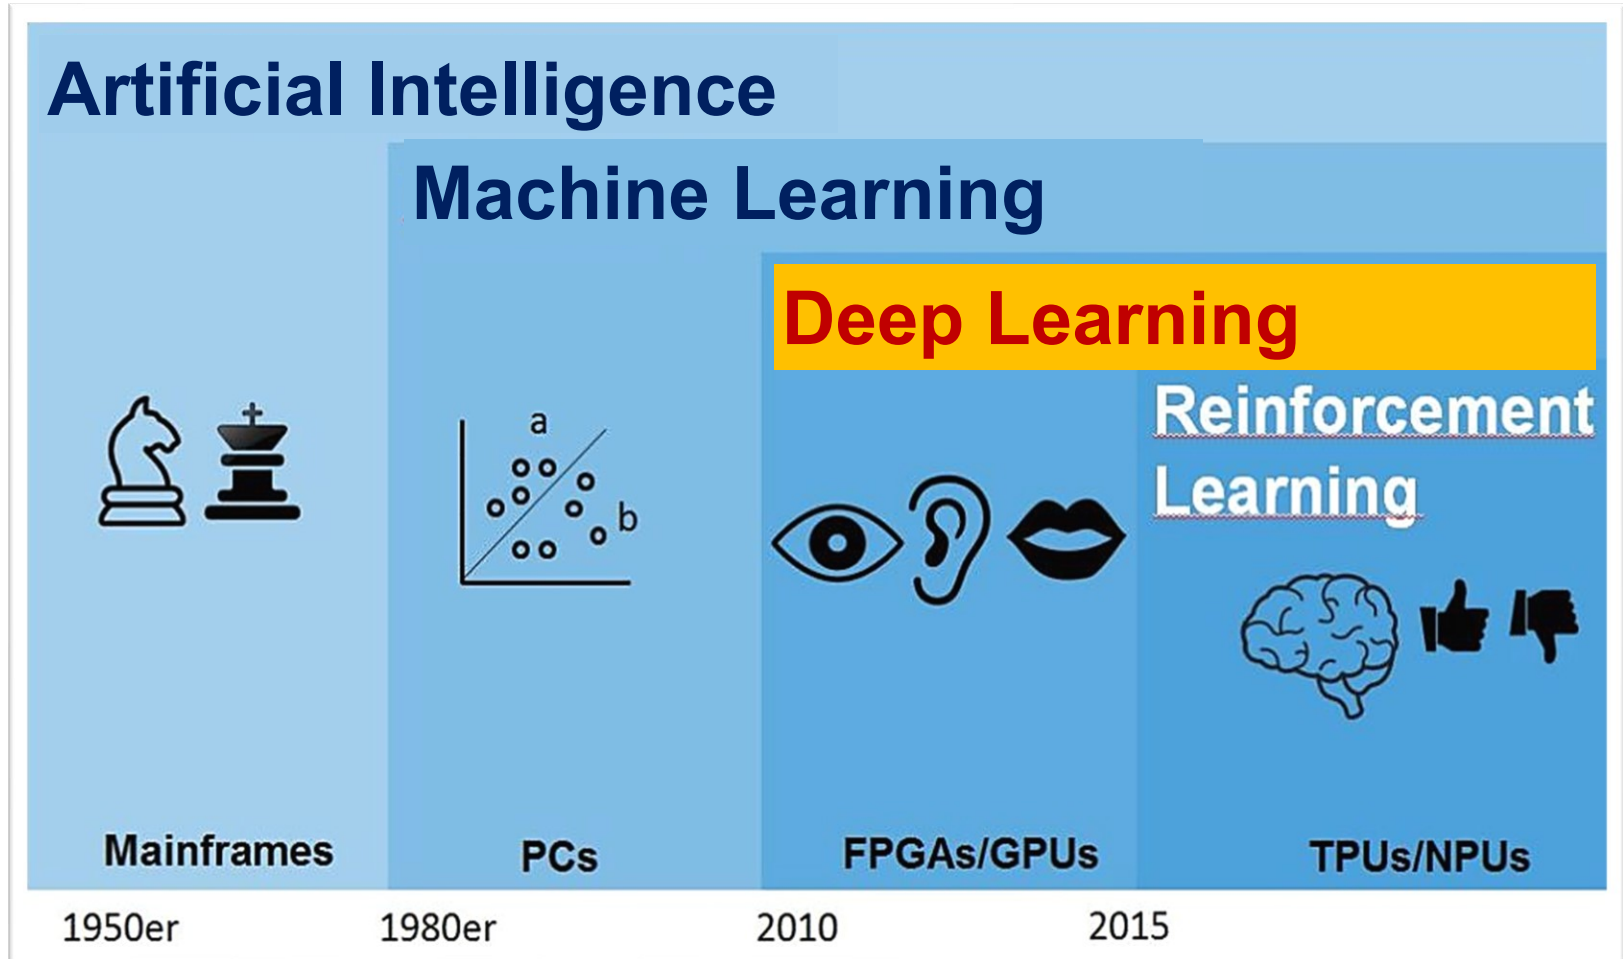 Artificial Intelligence
Machine Learning
Deep Learning
Reinforcement
Learning
a
b
Mainframes
PCs
FPGAs/GPUs
TPUs/NPUs
1950er
1980er
2010
2015